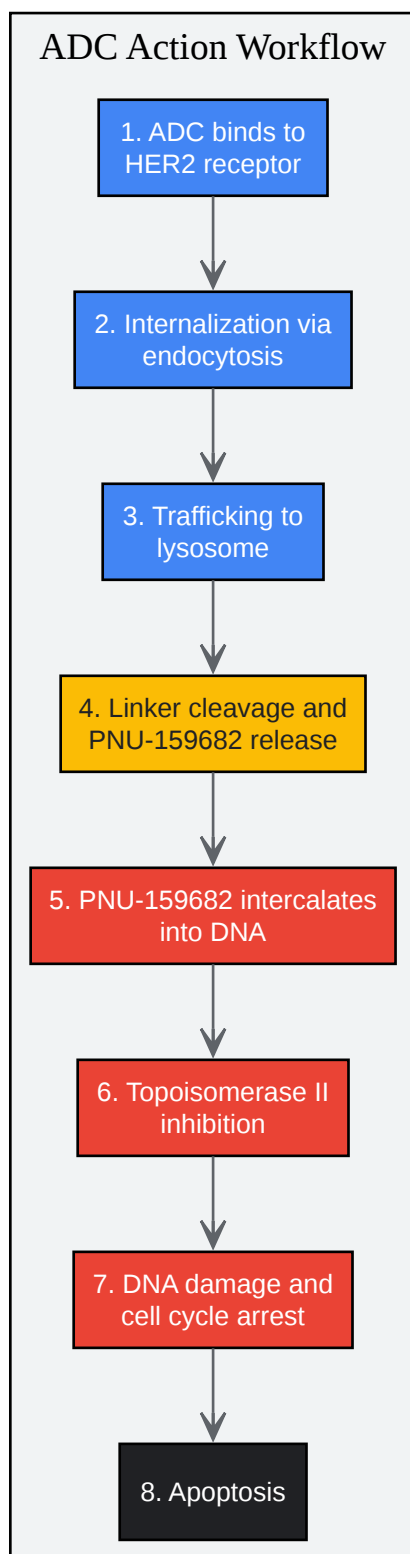 ADC Action Workflow
1. ADC binds to
HER2 receptor
2. Internalization via
endocytosis
3. Trafficking to
lysosome
4. Linker cleavage and
PNU-159682 release
5. PNU-159682 intercalates
into DNA
6. Topoisomerase II
inhibition
7. DNA damage and
cell cycle arrest
8. Apoptosis